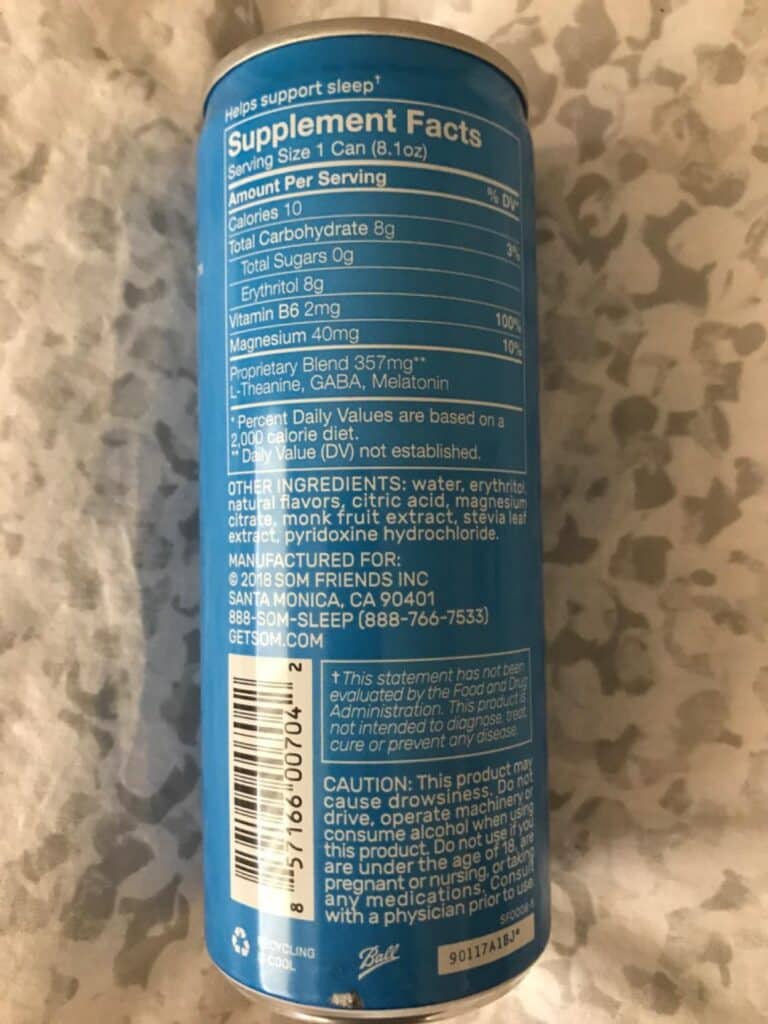 Helps support sleep†
Supplement Facts
Serving Size 1 Can (8.1oz)
Amount Per Serving % DV*
Calories 10
Total Carbohydrate 8g 3%
Total Sugars 0g
Erythritol 8g
Vitamin B6 2mg 100%
Magnesium 40mg 10%
Proprietary Blend 357mg**
L-Theanine, GABA, Melatonin
* Percent Daily Values are based on a
2,000 calorie diet.
** Daily Value (DV) not established.
OTHER INGREDIENTS: water, erythritol,
natural flavors, citric acid, magnesium
citrate, monk fruit extract, stevia leaf
extract, pyridoxine hydrochloride.
MANUFACTURED FOR:
© 2018 SOM FRIENDS INC
SANTA MONICA, CA 90401
888-SOM-SLEEP (888-766-7533)
GETSOM.COM
†This statement has not been
evaluated by the Food and Drug
Administration. This product is
not intended to diagnose, treat,
cure or prevent any disease.
8 57166 00704 2
CAUTION: This product may
cause drowsiness. Do not
drive, operate machinery or
consume alcohol when using
this product. Do not use if you
are under the age of 18, are
pregnant or nursing, or taking
any medications. Consult
with a physician prior to use.
RECYCLING
COOL
Ball
90117A1BJ*